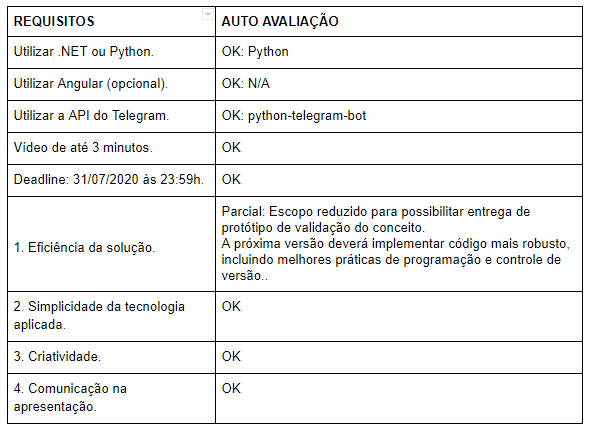 REQUISITOS AUTO AVALIAÇÃO
Utilizar .NET ou Python. OK: Python
Utilizar Angular (opcional). OK: N/A
Utilizar a API do Telegram. OK: python-telegram-bot
Vídeo de até 3 minutos. OK
Deadline: 31/07/2020 às 23:59h. OK
1. Eficiência da solução.
Parcial: Escopo reduzido para possibilitar entrega de
protótipo de validação do conceito.
A próxima versão deverá implementar código mais robusto,
incluindo melhores práticas de programação e controle de
versão..
2. Simplicidade da tecnologia
aplicada.
OK
3. Criatividade. OK
4. Comunicação na
apresentação.
OK